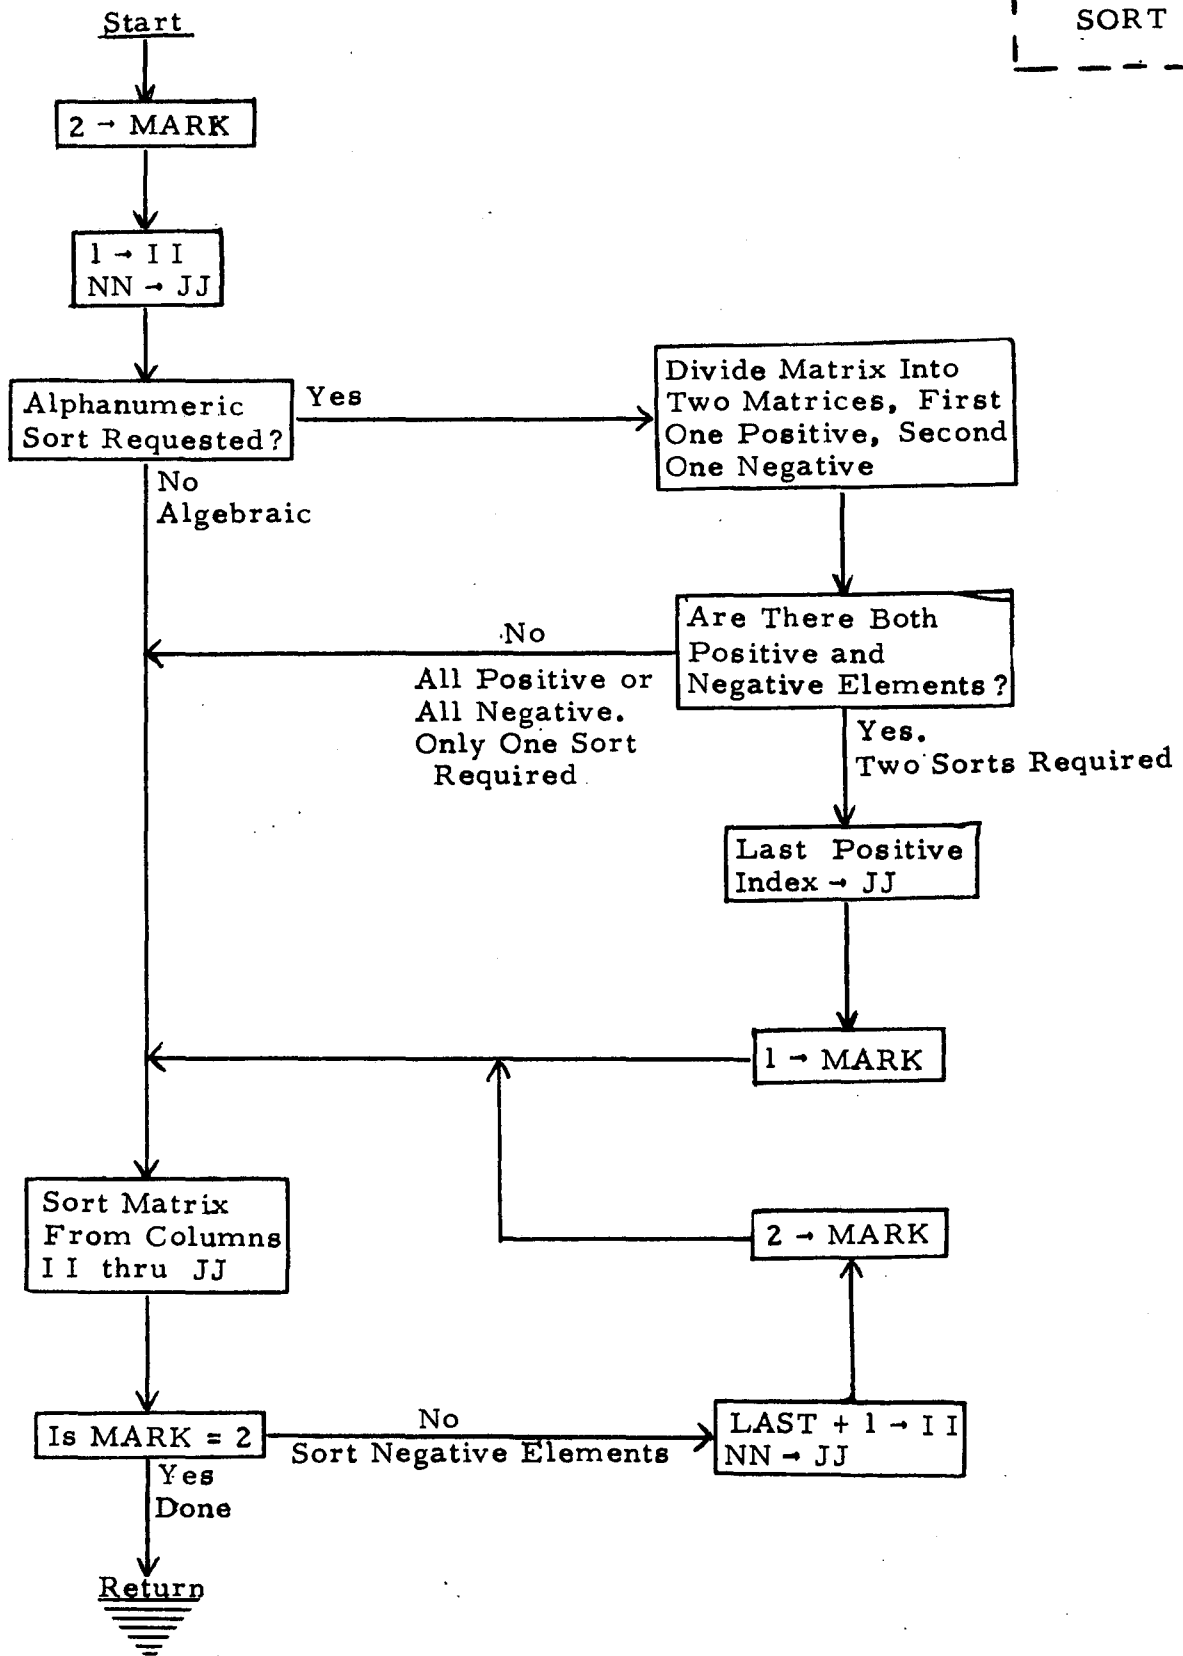 SORT
Start
2 → MARK
1 → I I
NN → JJ
Alphanumeric
Sort Requested?
Yes
No
Algebraic
Divide Matrix Into
Two Matrices, First
One Positive, Second
One Negative
Are There Both
Positive and
Negative Elements?
No
All Positive or
All Negative.
Only One Sort
Required
Yes.
Two Sorts Required
Last Positive
Index → JJ
1 → MARK
Sort Matrix
From Columns
I I thru JJ
2 → MARK
Is MARK = 2
No
Sort Negative Elements
LAST + 1 → I I
NN → JJ
Yes
Done
Return